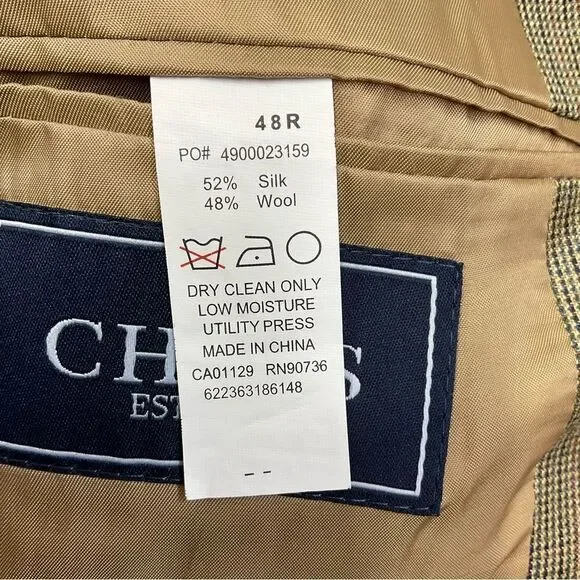 48R
PO# 4900023159
52% Silk
48% Wool
DRY CLEAN ONLY
LOW MOISTURE
UTILITY PRESS
MADE IN CHINA
CA01129 RN90736
622363186148
- -